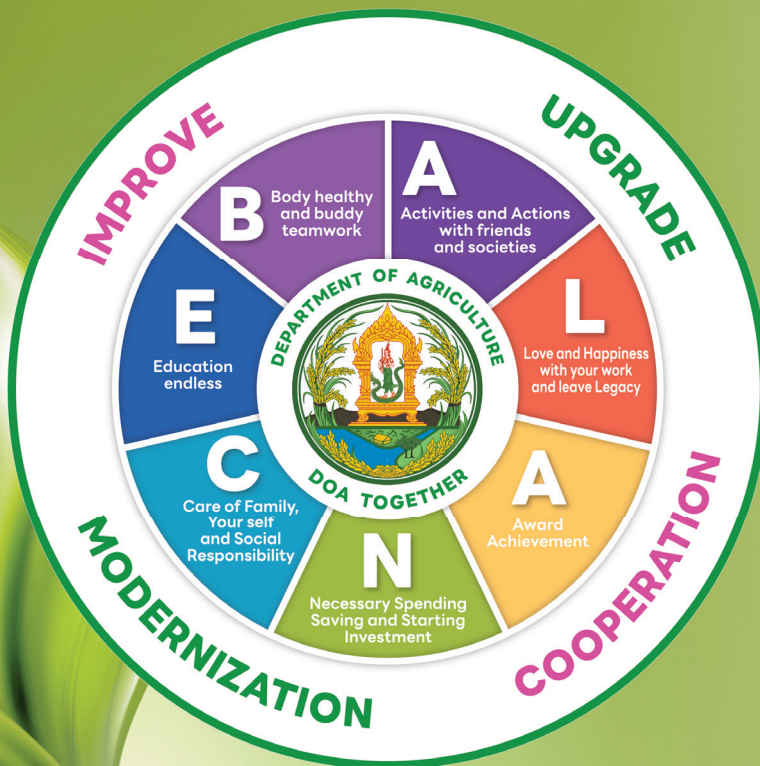 IMPROVE
UPGRADE
COOPERATION
MODERNIZATION
B
Body healthy
and buddy
teamwork
A
Activities and Actions
with friends
and societies
L
Love and Happiness
with your work
and leave Legacy
A
Award
Achievement
N
Necessary Spending
Saving and Starting
Investment
C
Care of Family,
Your self
and Social
Responsibility
E
Education
endless
DEPARTMENT OF AGRICULTURE
DOA TOGETHER